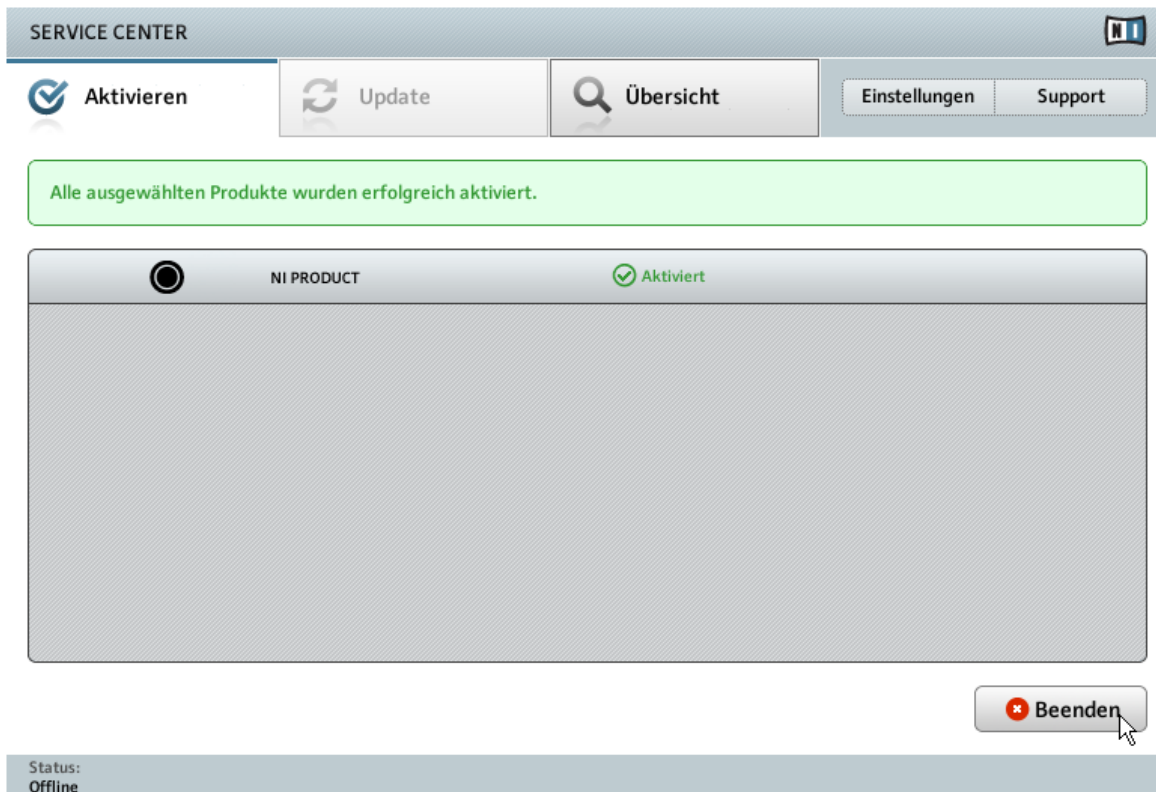 SERVICE CENTER
NI
Aktivieren
Update
Übersicht
Einstellungen
Support
Alle ausgewählten Produkte wurden erfolgreich aktiviert.
NI PRODUCT
Aktiviert
Beenden
Status:
Offline